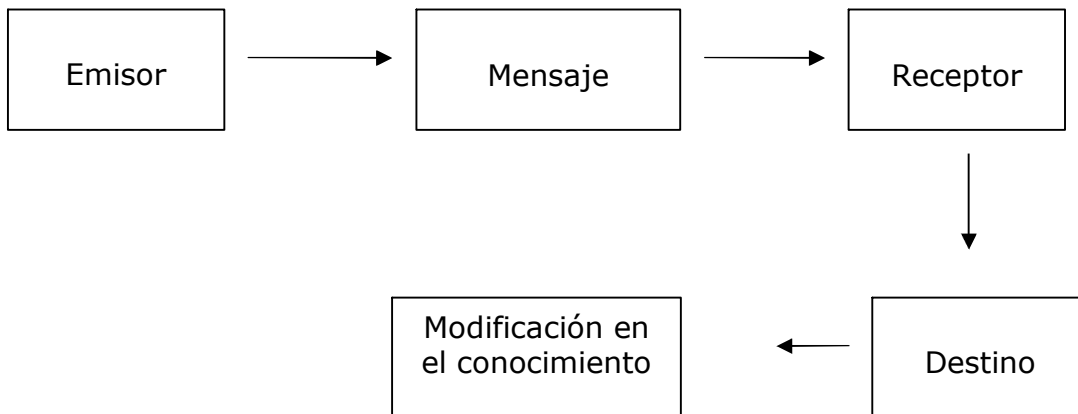 Emisor
Mensaje
Receptor
Modificación en
el conocimiento
Destino